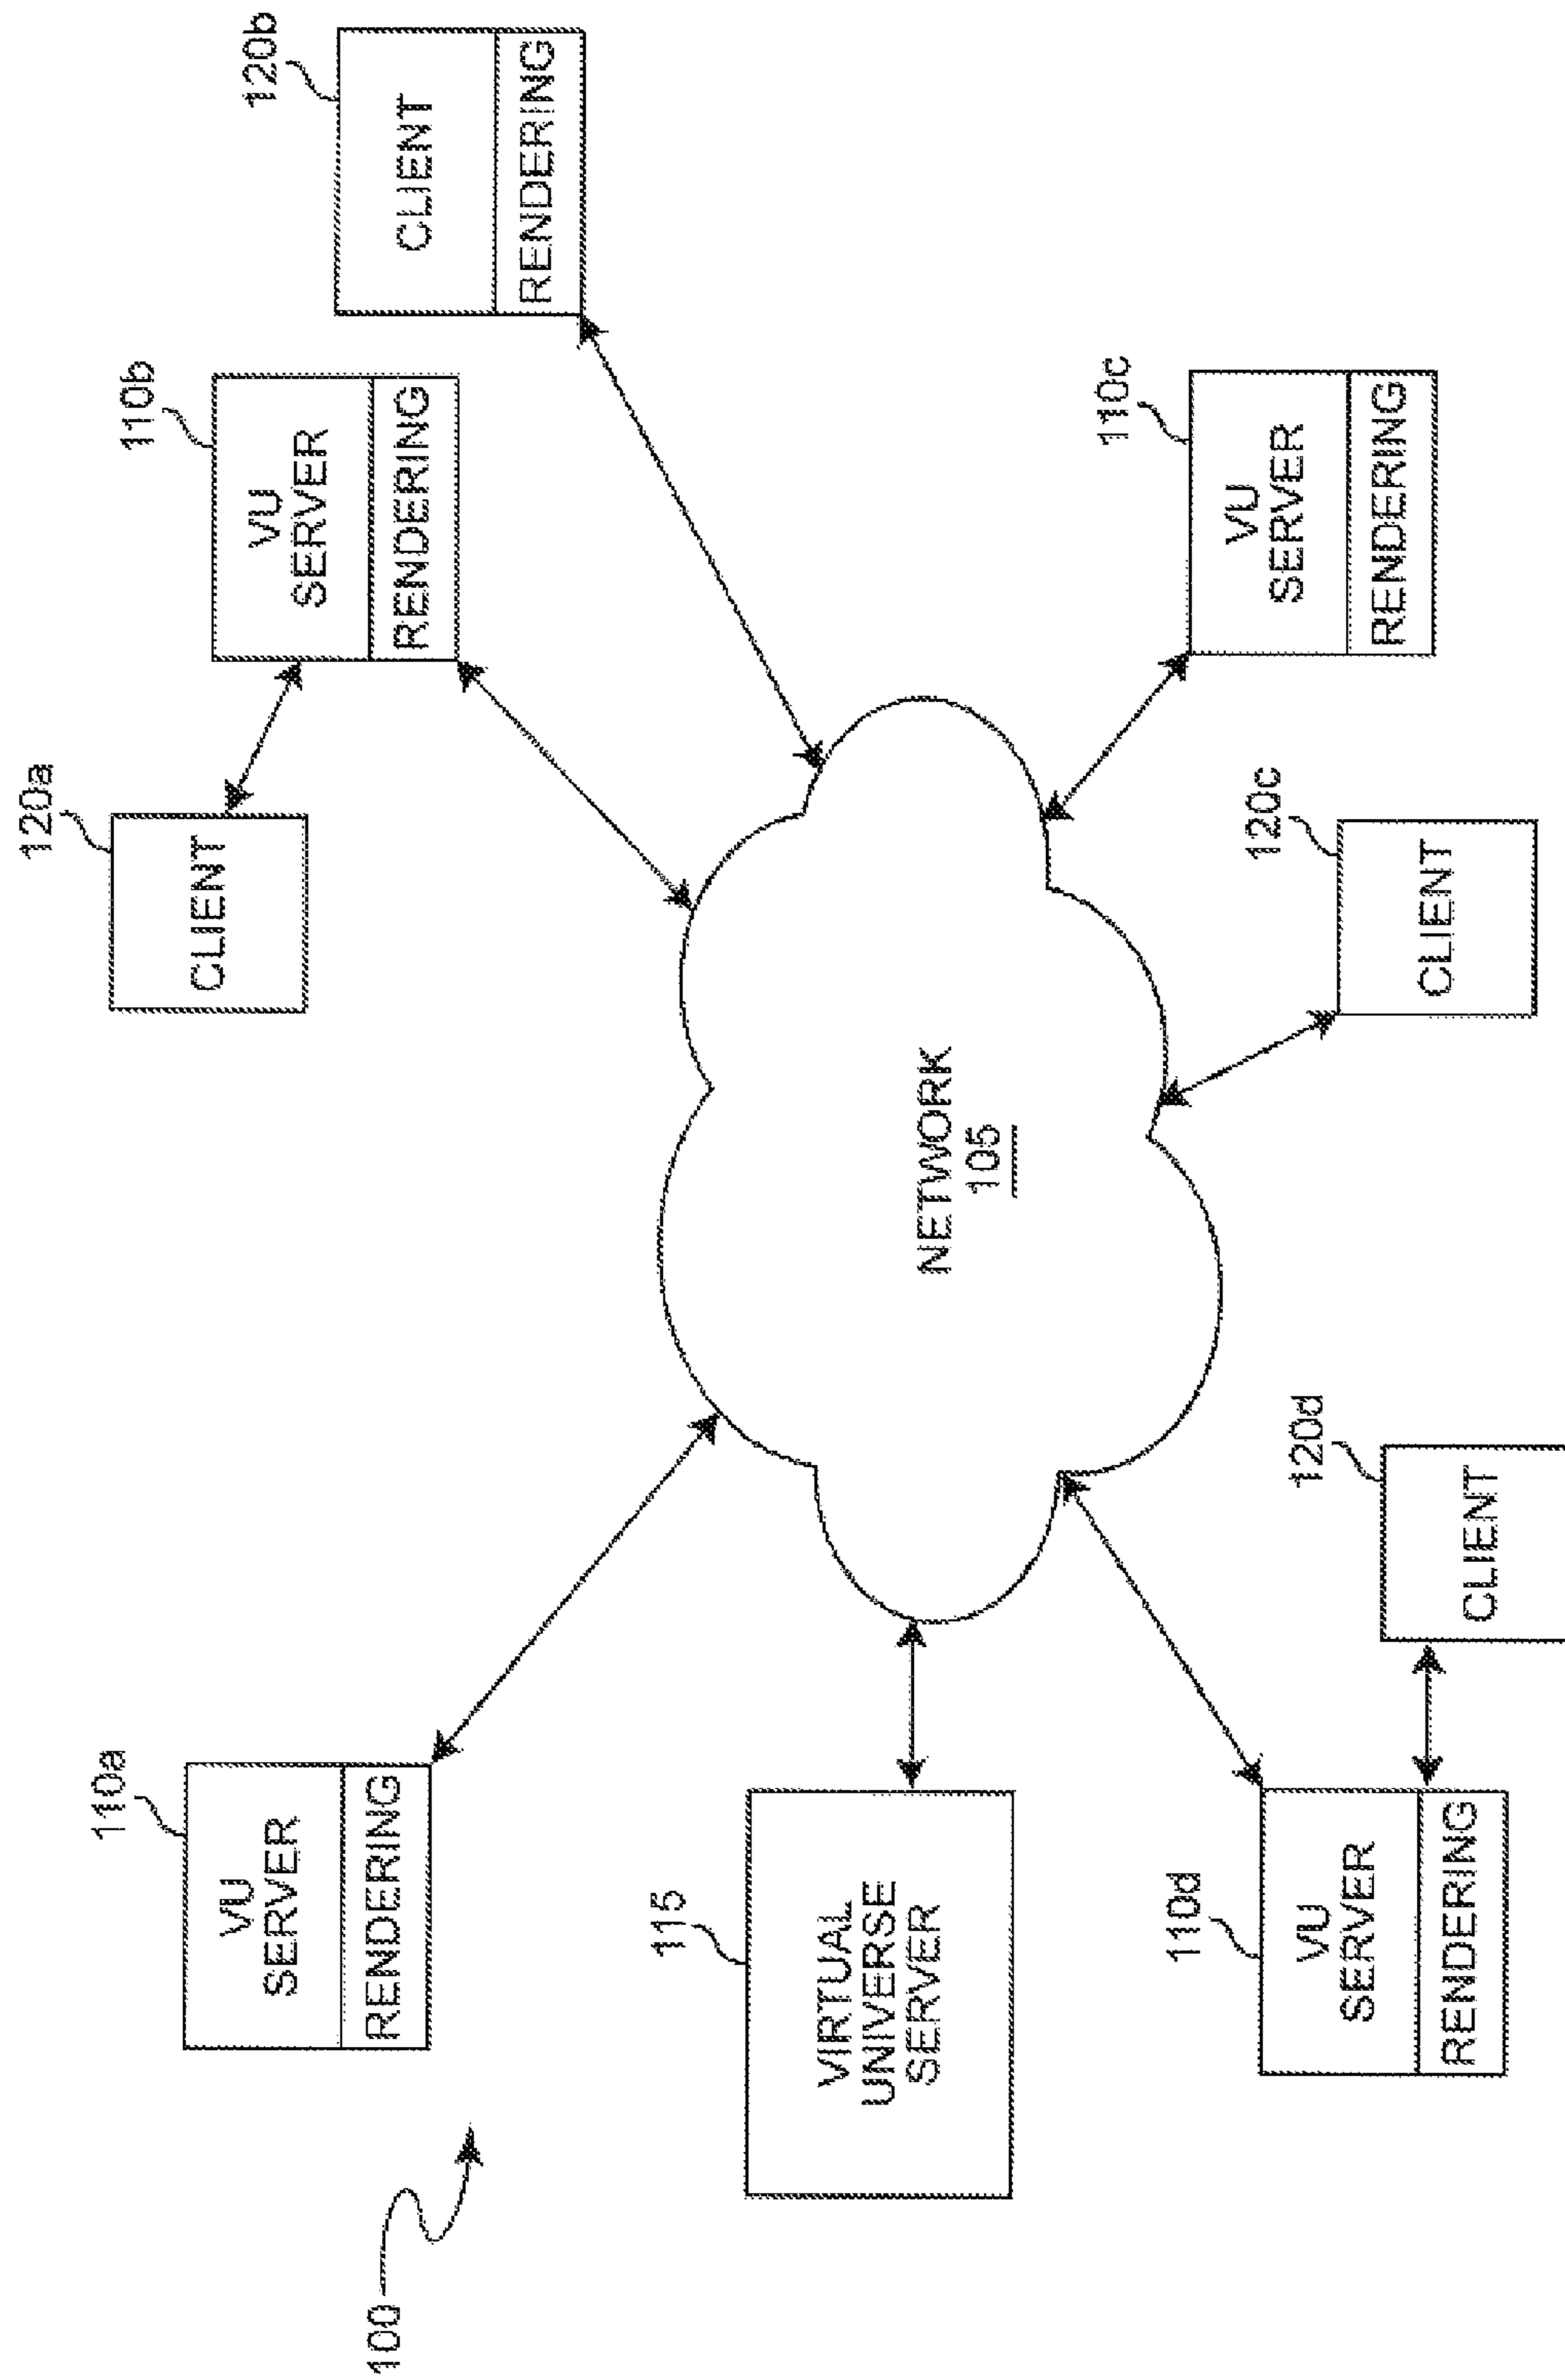 100
110a
VU
SERVER
RENDERING
120a
CLIENT
110b
VU
SERVER
RENDERING
120b
CLIENT
RENDERING
115
VIRTUAL
UNIVERSE
SERVER
NETWORK
105
110d
VU
SERVER
RENDERING
120d
CLIENT
120c
CLIENT
110c
VU
SERVER
RENDERING